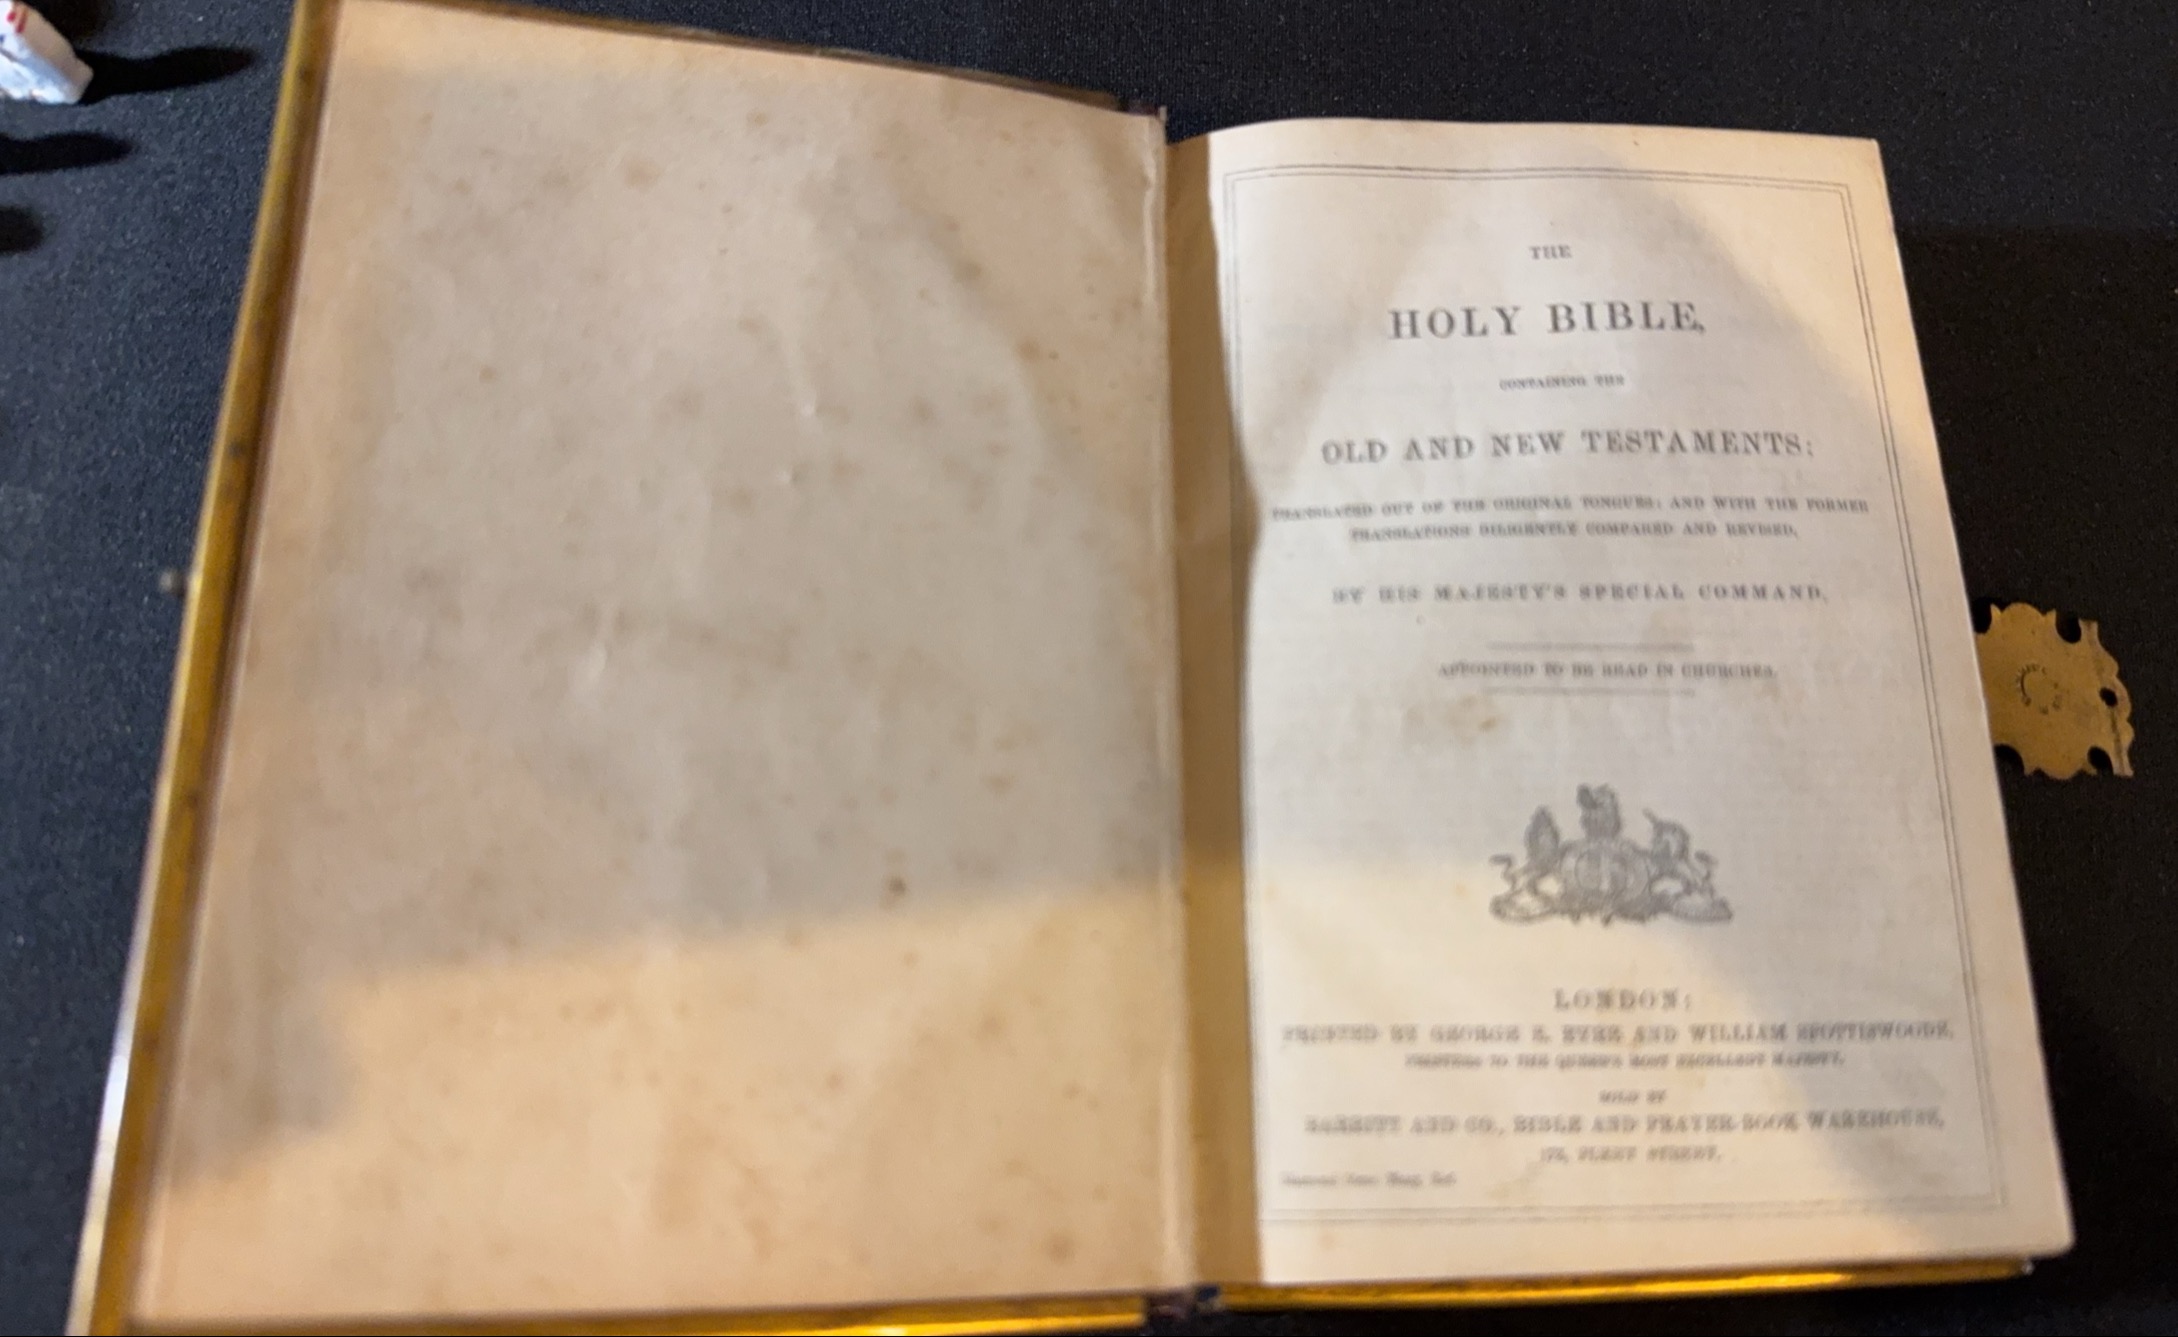 THE
HOLY BIBLE,
CONTAINING THE
OLD AND NEW TESTAMENTS:
TRANSLATED OUT OF THE ORIGINAL TONGUES; AND WITH THE FORMER
TRANSLATIONS DILIGENTLY COMPARED AND REVISED,
BY HIS MAJESTY'S SPECIAL COMMAND.
APPOINTED TO BE READ IN CHURCHES.
LONDON:
PRINTED BY GEORGE E. EYRE AND WILLIAM SPOTTISWOODE,
PRINTERS TO THE QUEEN'S MOST EXCELLENT MAJESTY.
SOLD BY
AND CO., BIBLE AND PRAYER-BOOK WAREHOUSE,
FLEET STREET.